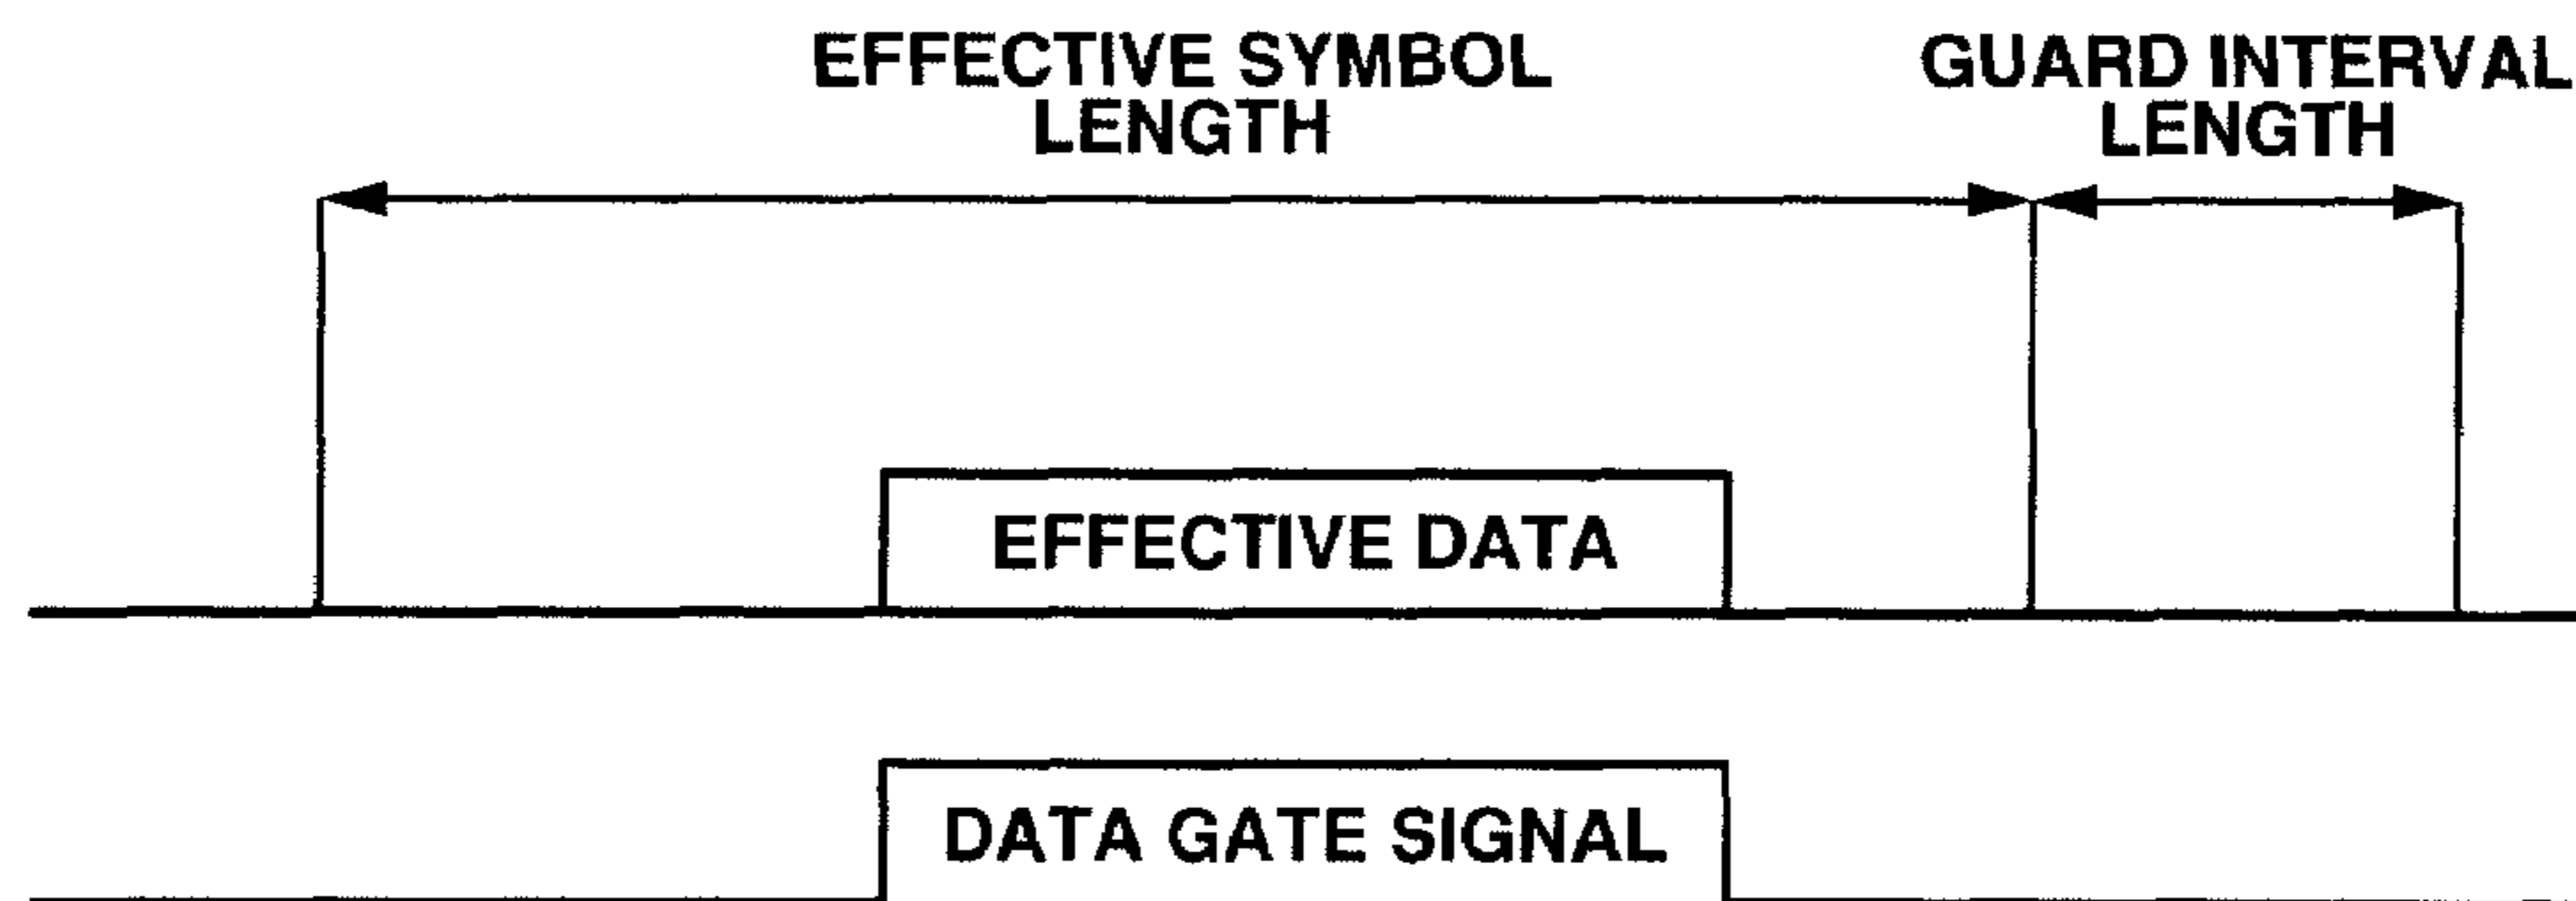 EFFECTIVE SYMBOL
LENGTH
GUARD INTERVAL
LENGTH
EFFECTIVE DATA
DATA GATE SIGNAL